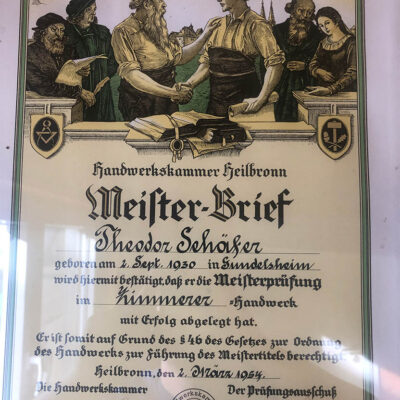 Handwerkskammer Heilbronn
Meister-Brief
Theodor Schäfer
geboren am 2. Sept. 1930 in Gundelsheim
wird hiermit bestätigt, daß er die Meisterprüfung
im Zimmerer =Handwerk
mit Erfolg abgelegt hat.
Er ist somit auf Grund des § 46 des Gesetzes zur Ordnung
des Handwerks zur Führung des Meistertitels berechtigt.
Heilbronn, den 2. März 1954.
Die Handwerkskammer Der Prüfungsausschuß